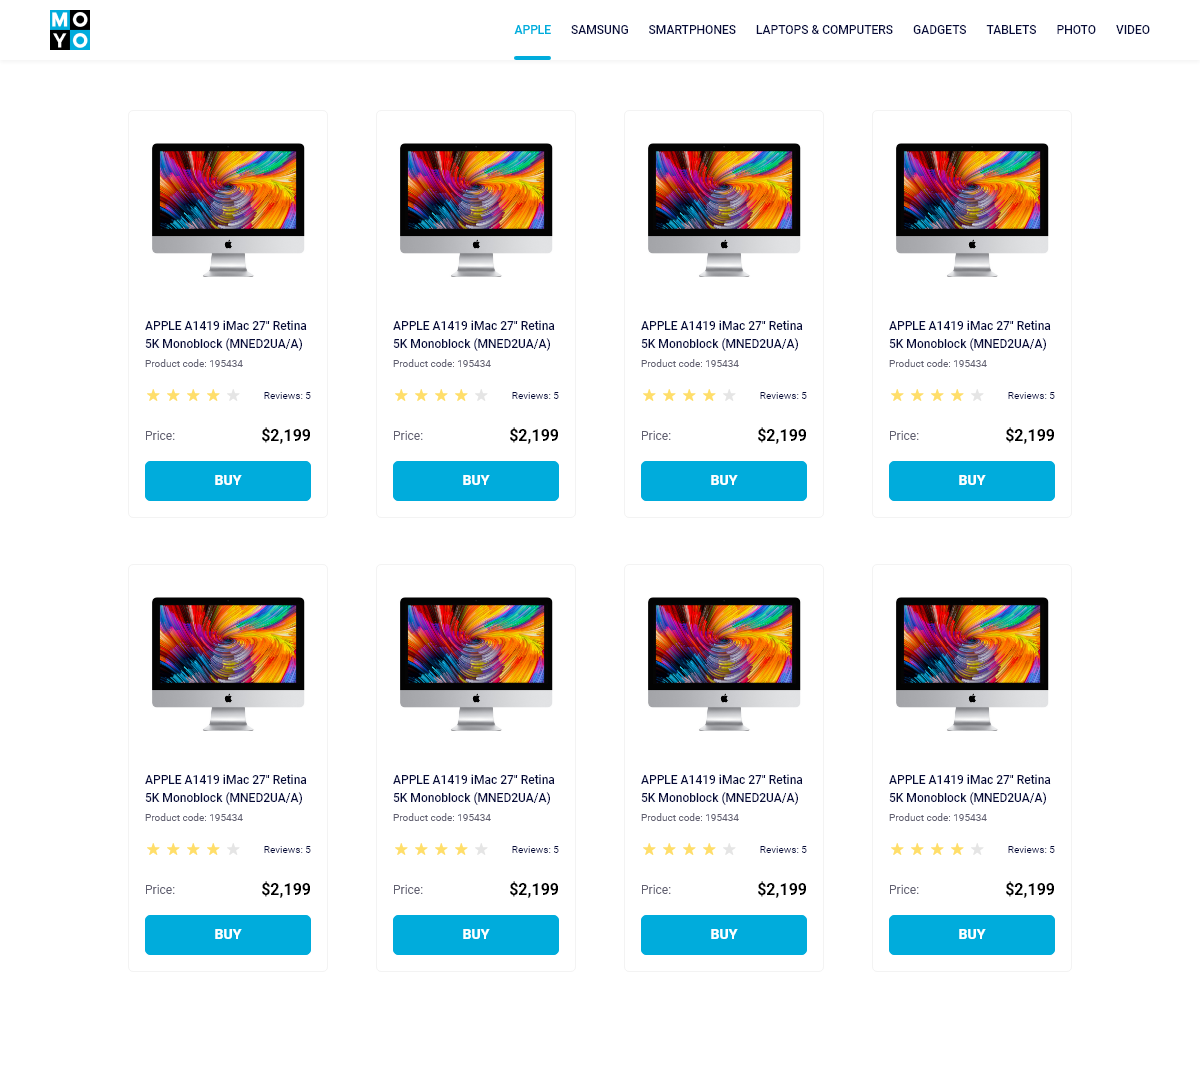 MO
YO
APPLE SAMSUNG SMARTPHONES LAPTOPS & COMPUTERS GADGETS TABLETS PHOTO VIDEO
APPLE A1419 iMac 27" Retina
5K Monoblock (MNED2UA/A)
Product code: 195434
Reviews: 5
Price: $2,199
BUY
APPLE A1419 iMac 27" Retina
5K Monoblock (MNED2UA/A)
Product code: 195434
Reviews: 5
Price: $2,199
BUY
APPLE A1419 iMac 27" Retina
5K Monoblock (MNED2UA/A)
Product code: 195434
Reviews: 5
Price: $2,199
BUY
APPLE A1419 iMac 27" Retina
5K Monoblock (MNED2UA/A)
Product code: 195434
Reviews: 5
Price: $2,199
BUY
APPLE A1419 iMac 27" Retina
5K Monoblock (MNED2UA/A)
Product code: 195434
Reviews: 5
Price: $2,199
BUY
APPLE A1419 iMac 27" Retina
5K Monoblock (MNED2UA/A)
Product code: 195434
Reviews: 5
Price: $2,199
BUY
APPLE A1419 iMac 27" Retina
5K Monoblock (MNED2UA/A)
Product code: 195434
Reviews: 5
Price: $2,199
BUY
APPLE A1419 iMac 27" Retina
5K Monoblock (MNED2UA/A)
Product code: 195434
Reviews: 5
Price: $2,199
BUY